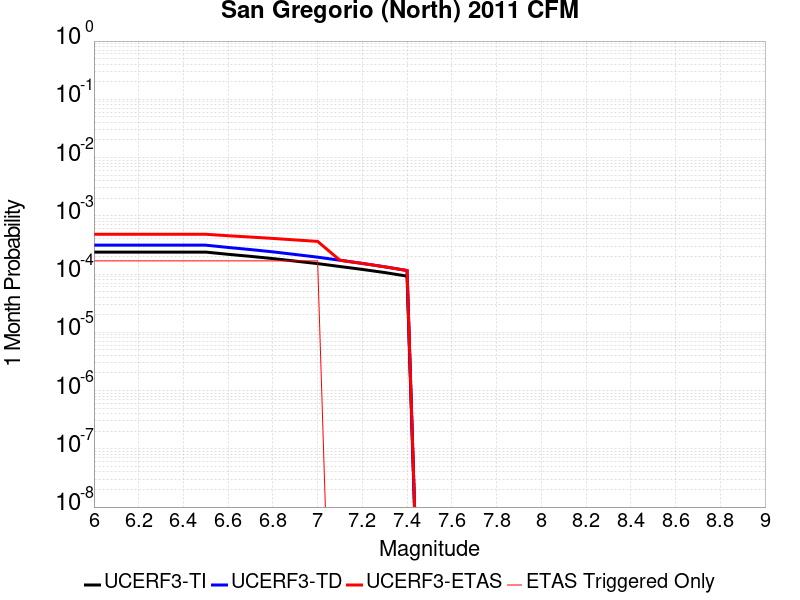 San Gregorio (North) 2011 CFM
10^0
10^-1
10^-2
10^-3
10^-4
10^-5
10^-6
10^-7
10^-8
1 Month Probability
6 6.2 6.4 6.6 6.8 7 7.2 7.4 7.6 7.8 8 8.2 8.4 8.6 8.8 9
Magnitude
UCERF3-TI UCERF3-TD UCERF3-ETAS ETAS Triggered Only